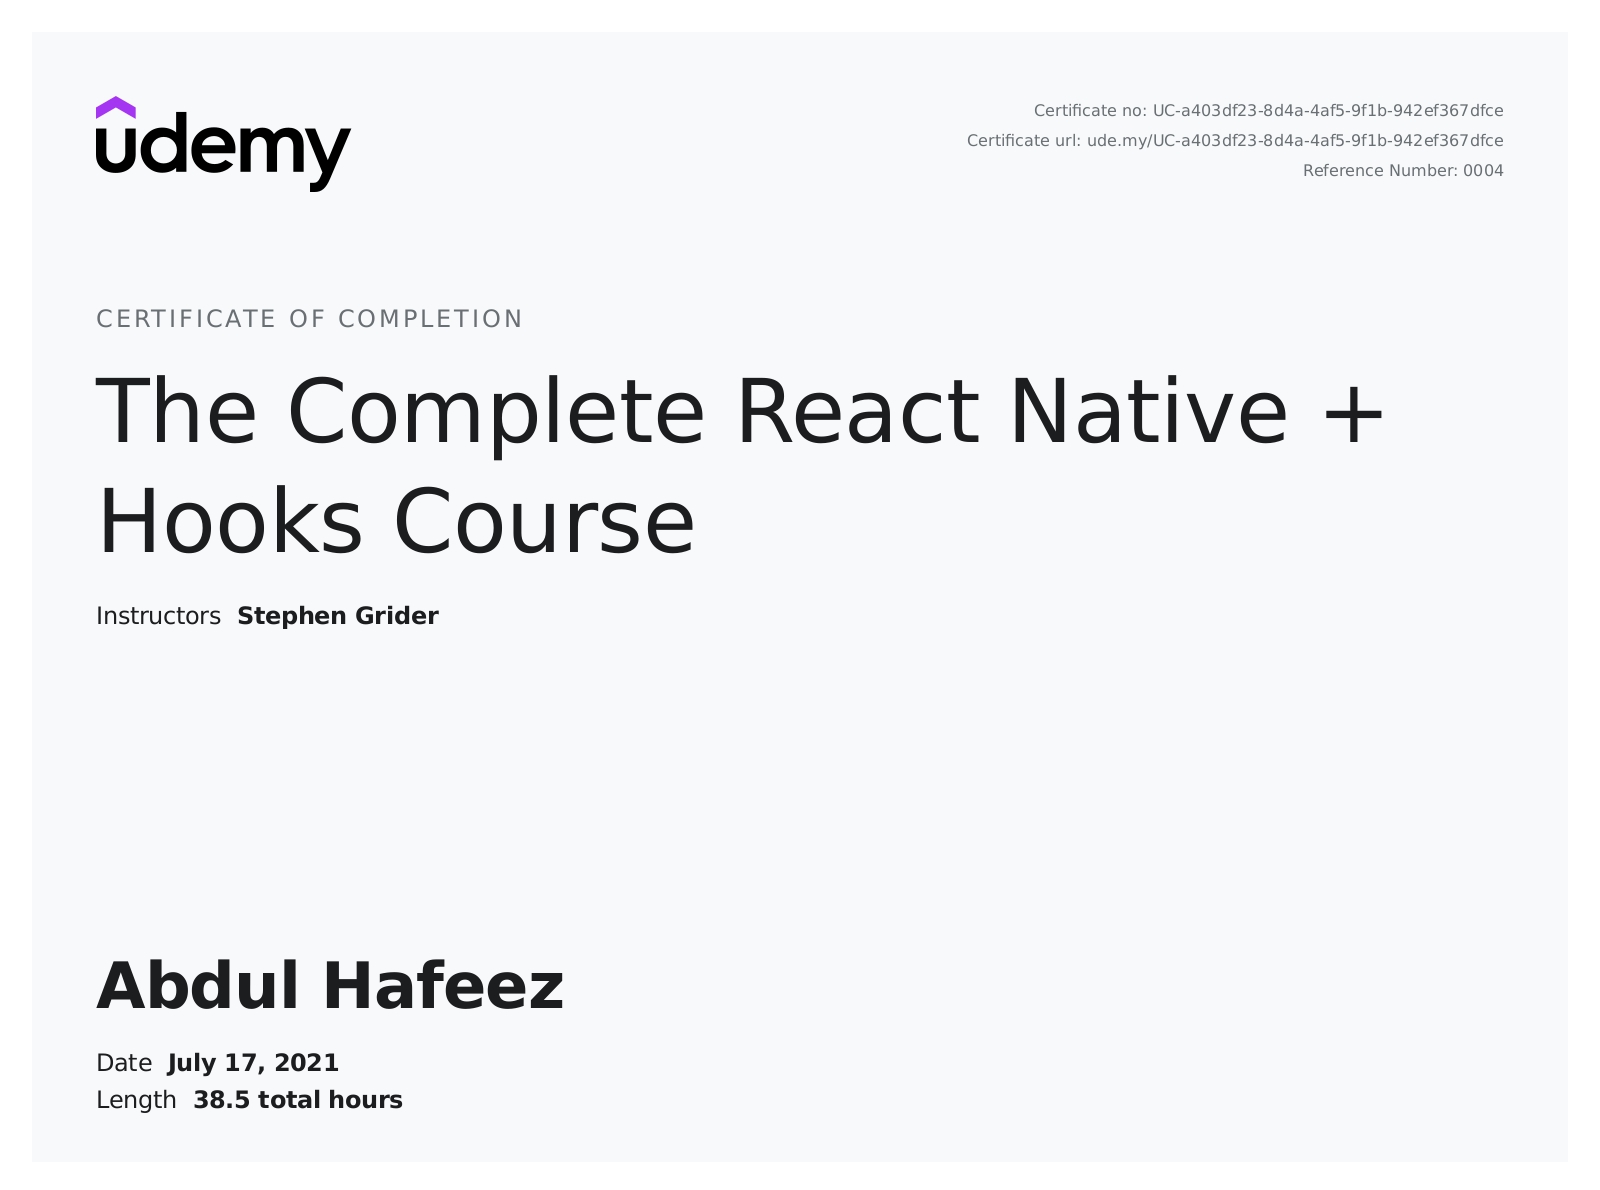 udemy
Certificate no: UC-a403df23-8d4a-4af5-9f1b-942ef367dfce
Certificate url: ude.my/UC-a403df23-8d4a-4af5-9f1b-942ef367dfce
Reference Number: 0004
CERTIFICATE OF COMPLETION
The Complete React Native +
Hooks Course
Instructors Stephen Grider
Abdul Hafeez
Date July 17, 2021
Length 38.5 total hours